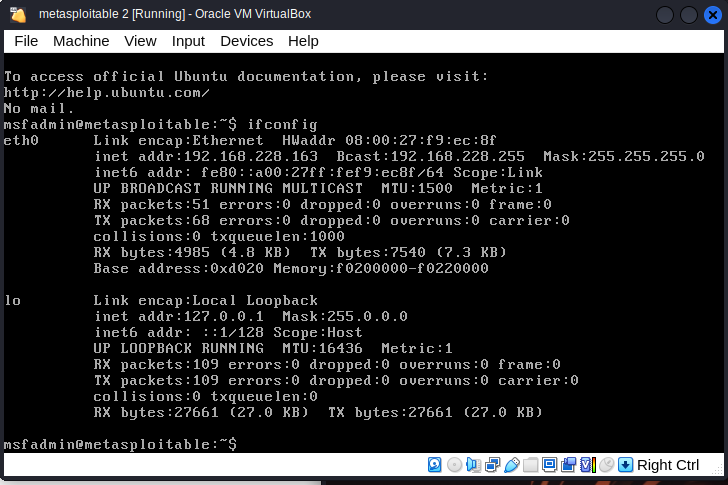 metasploitable 2 [Running] - Oracle VM VirtualBox
File Machine View Input Devices Help
To access official Ubuntu documentation, please visit:
http://help.ubuntu.com/
No mail.
msfadmin@metasploitable:~$ ifconfig
eth0 Link encap:Ethernet HWaddr 08:00:27:f9:ec:8f
inet addr:192.168.228.163 Bcast:192.168.228.255 Mask:255.255.255.0
inet6 addr: fe80::a00:27ff:fef9:ec8f/64 Scope:Link
UP BROADCAST RUNNING MULTICAST MTU:1500 Metric:1
RX packets:51 errors:0 dropped:0 overruns:0 frame:0
TX packets:68 errors:0 dropped:0 overruns:0 carrier:0
collisions:0 txqueuelen:1000
RX bytes:4985 (4.8 KB) TX bytes:7540 (7.3 KB)
Base address:0xd020 Memory:f0200000-f0220000
lo Link encap:Local Loopback
inet addr:127.0.0.1 Mask:255.0.0.0
inet6 addr: ::1/128 Scope:Host
UP LOOPBACK RUNNING MTU:16436 Metric:1
RX packets:109 errors:0 dropped:0 overruns:0 frame:0
TX packets:109 errors:0 dropped:0 overruns:0 carrier:0
collisions:0 txqueuelen:0
RX bytes:27661 (27.0 KB) TX bytes:27661 (27.0 KB)
msfadmin@metasploitable:~$
Right Ctrl